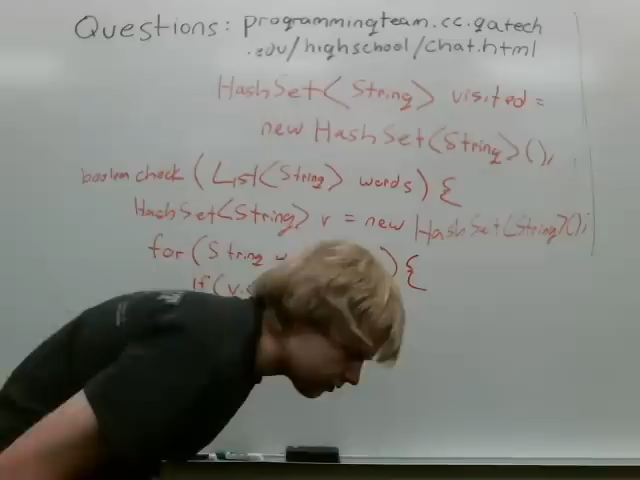 Questions: programmingteam.cc.gatech
.edu/highschool/chat.html
HashSet<String> visited =
new HashSet<String>();
boolean check (List<String> words) {
HashSet<String> v = new HashSet<String>();
for (String ) {
if (v.